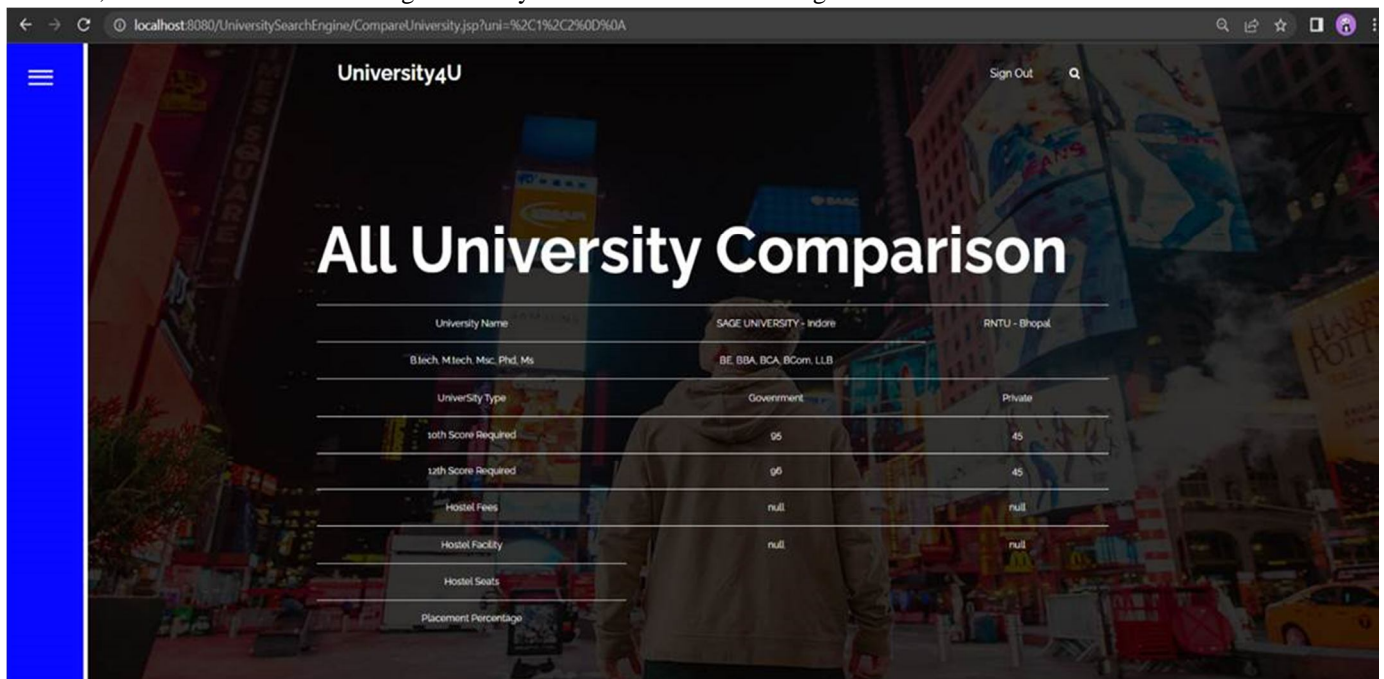 localhost:8080/UniversitySearchEngine/CompareUniversity.jsp?uni=%2C1%2C2%0D%0A
University4U
Sign Out
All University Comparison
University Name SAGE UNIVERSITY - Indore RNTU - Bhopal
B.tech, M.tech, Msc, Phd, Ms BE, BBA, BCA, BCom, LLB
UniverSity Type Govenrment Private
10th Score Required 95 45
12th Score Required 96 45
Hostel Fees null null
Hostel Facility null null
Hostel Seats
Placement Percentage